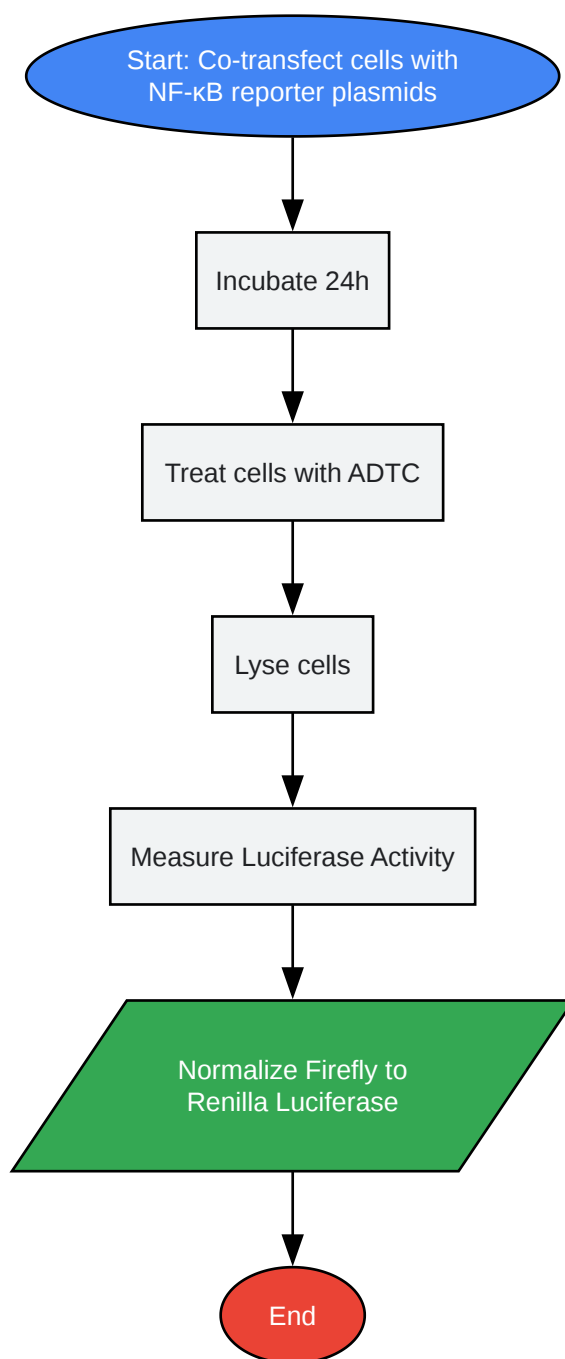 Start: Co-transfect cells with
NF-κB reporter plasmids
Incubate 24h
Treat cells with ADTC
Lyse cells
Measure Luciferase Activity
Normalize Firefly to
Renilla Luciferase
End